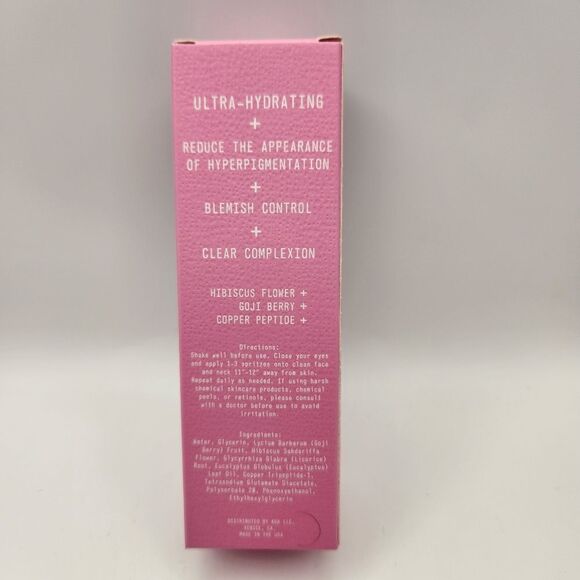 ULTRA-HYDRATING
+
REDUCE THE APPEARANCE
OF HYPERPIGMENTATION
+
BLEMISH CONTROL
+
CLEAR COMPLEXION
HIBISCUS FLOWER +
GOJI BERRY +
COPPER PEPTIDE +
Directions:
Shake well before use. Close your eyes
and apply 1-3 spritzes onto clean face
and neck 11"-12" away from skin.
Repeat daily as needed. If using harsh
chemical skincare products, chemical
peels, or retinols, please consult
with a doctor before use to avoid
irritation.
Ingredients:
Water, Glycerin, Lycium Barbarum (Goji
Berry) Fruit, Hibiscus Sabdariffa
Flower, Glycyrrhiza Glabra (Licorice)
Root, Eucalyptus Globulus (Eucalyptus)
Leaf Oil, Copper Tripeptide-1,
Tetrasodium Glutamate Diacetate,
Polysorbate 20, Phenoxyethanol,
Ethylhexylglycerin
DISTRIBUTED BY LLC.
VENICE, CA.
MADE IN THE USA